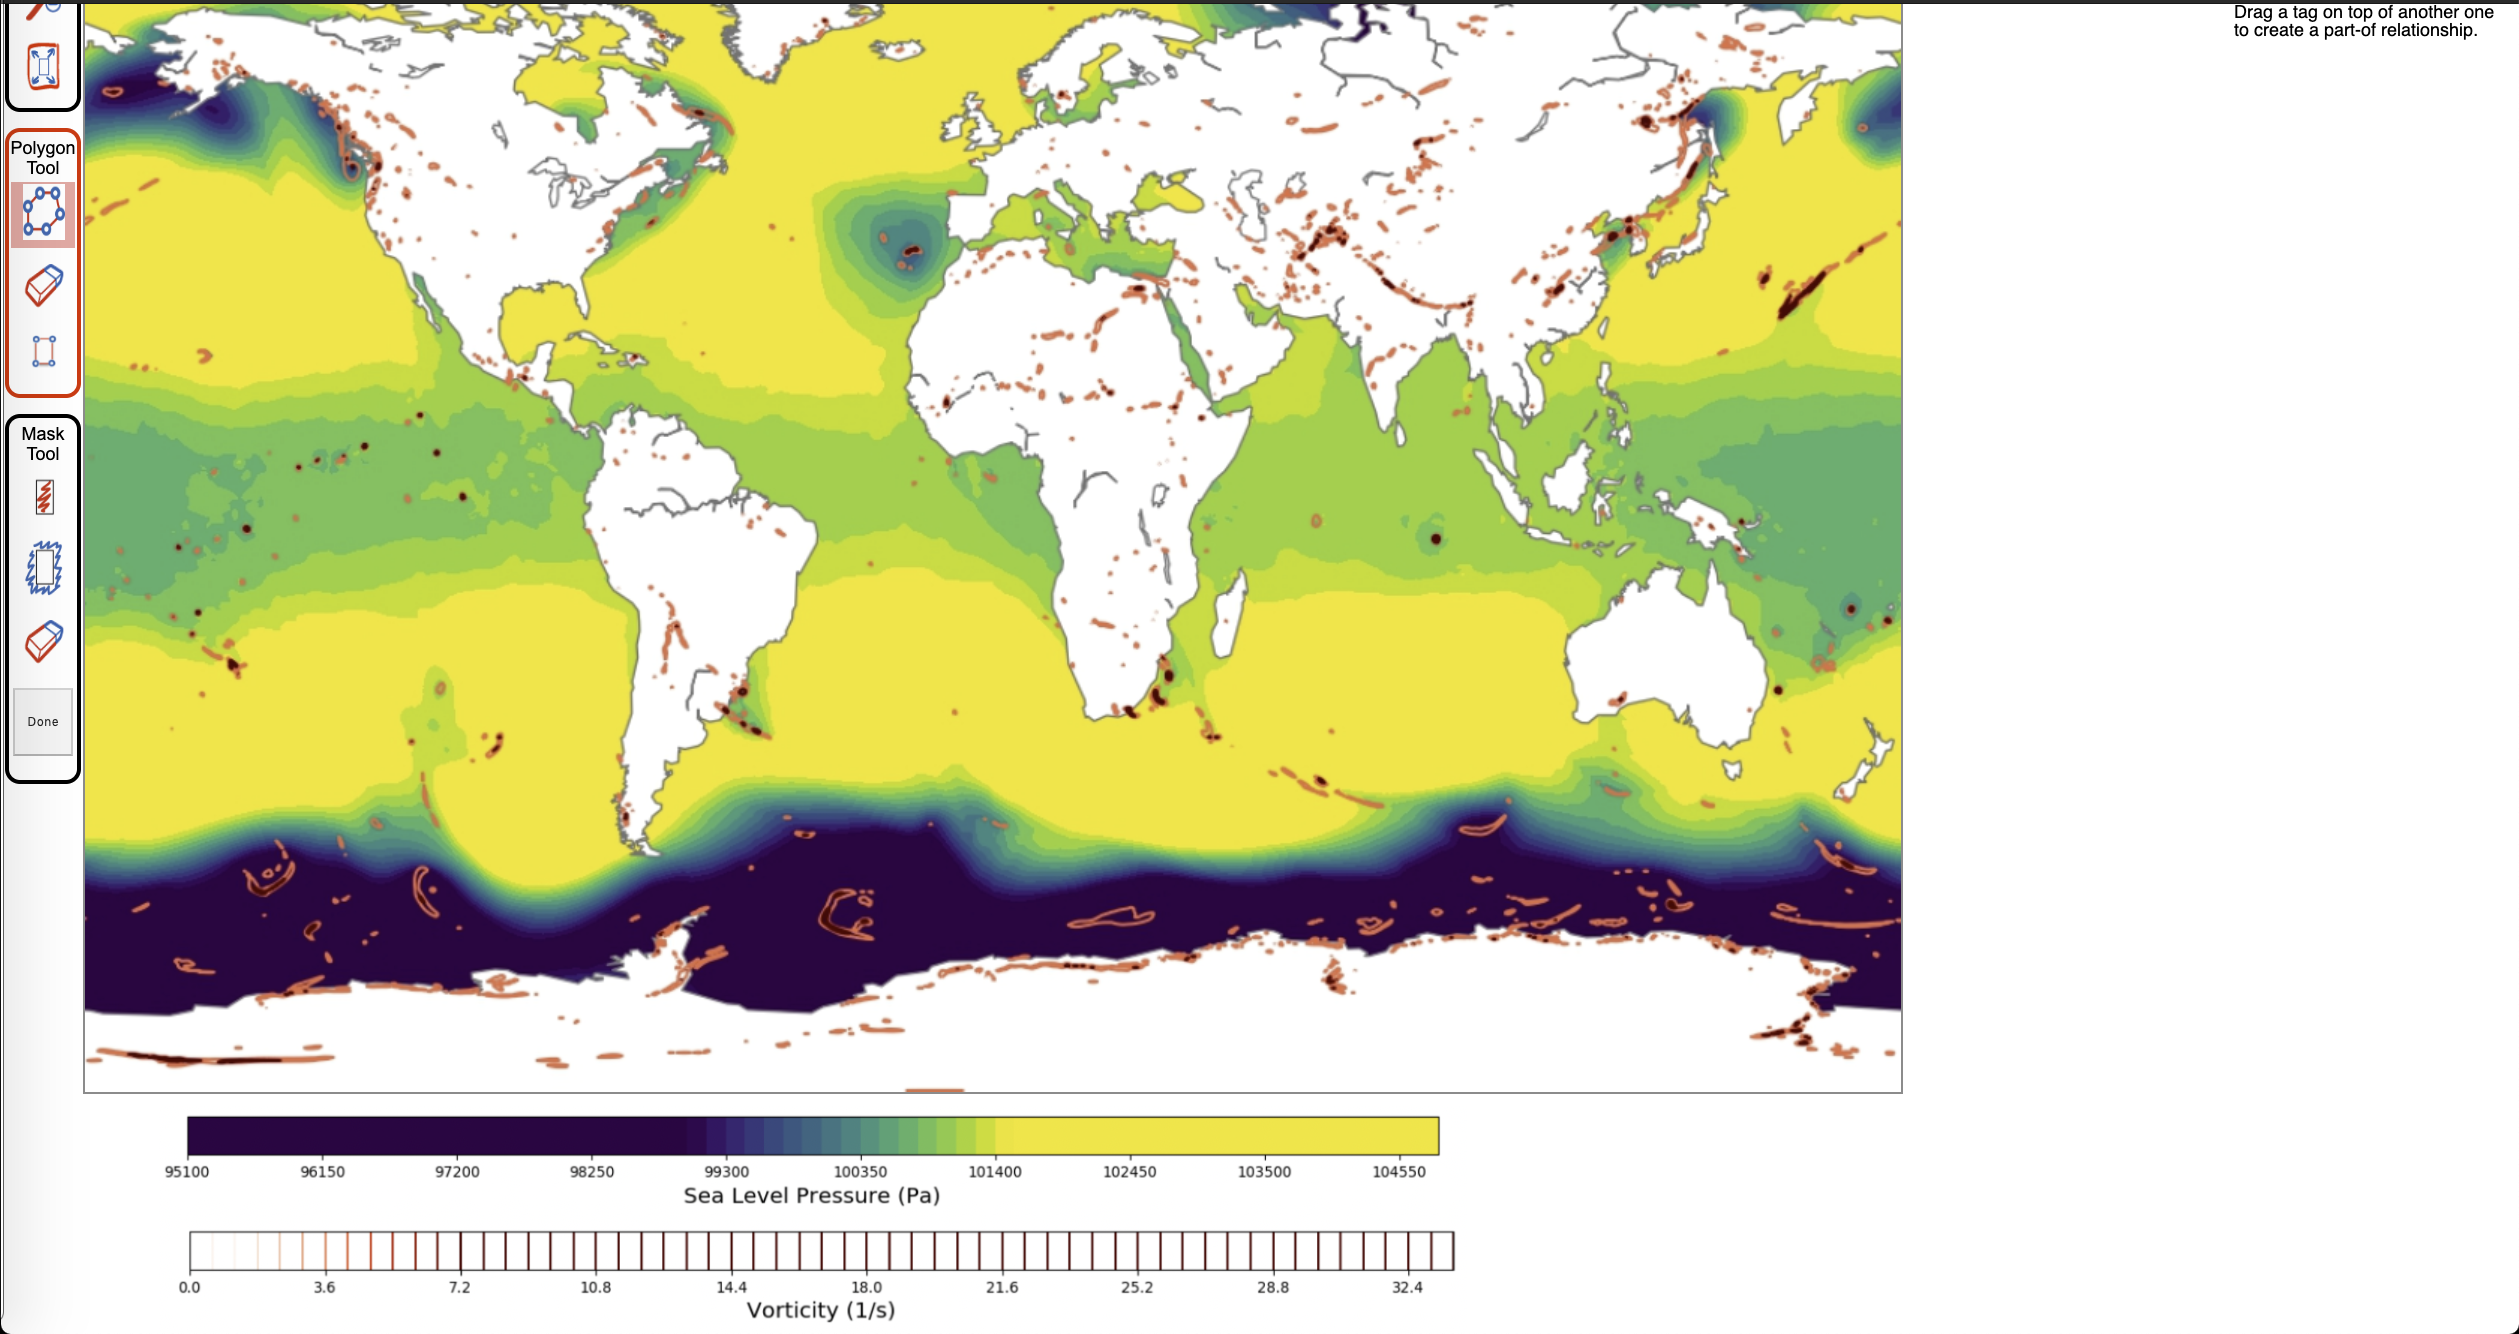 Drag a tag on top of another one
to create a part-of relationship.
Polygon
Tool
Mask
Tool
Done
95100 96150 97200 98250 99300 100350 101400 102450 103500 104550
Sea Level Pressure (Pa)
0.0 3.6 7.2 10.8 14.4 18.0 21.6 25.2 28.8 32.4
Vorticity (1/s)